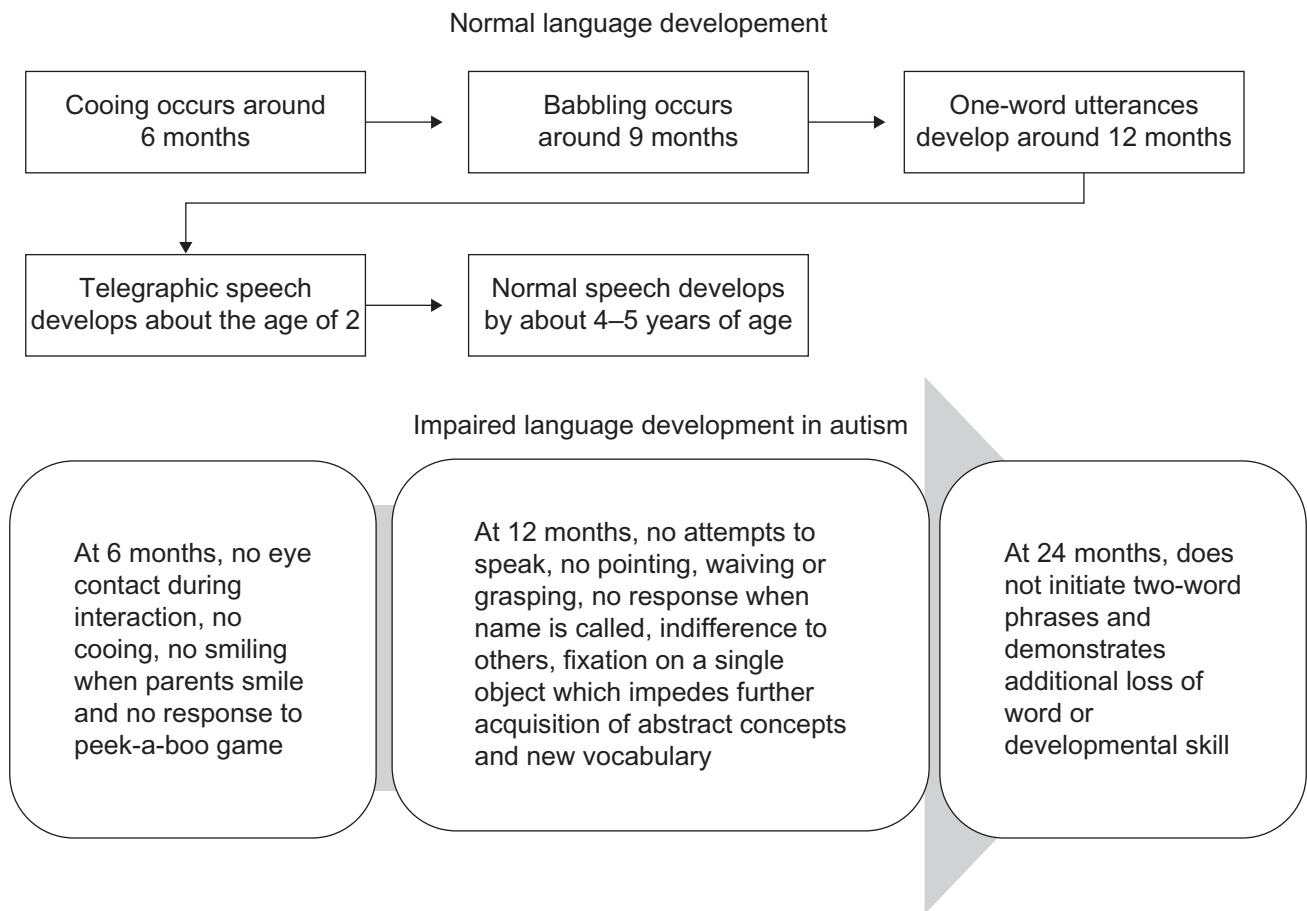 Normal language developement
Cooing occurs around
6 months
Babbling occurs
around 9 months
One-word utterances
develop around 12 months
Telegraphic speech
develops about the age of 2
Normal speech develops
by about 4–5 years of age
Impaired language development in autism
At 6 months, no eye
contact during
interaction, no
cooing, no smiling
when parents smile
and no response to
peek-a-boo game
At 12 months, no attempts to
speak, no pointing, waiving or
grasping, no response when
name is called, indifference to
others, fixation on a single
object which impedes further
acquisition of abstract concepts
and new vocabulary
At 24 months, does
not initiate two-word
phrases and
demonstrates
additional loss of
word or
developmental skill